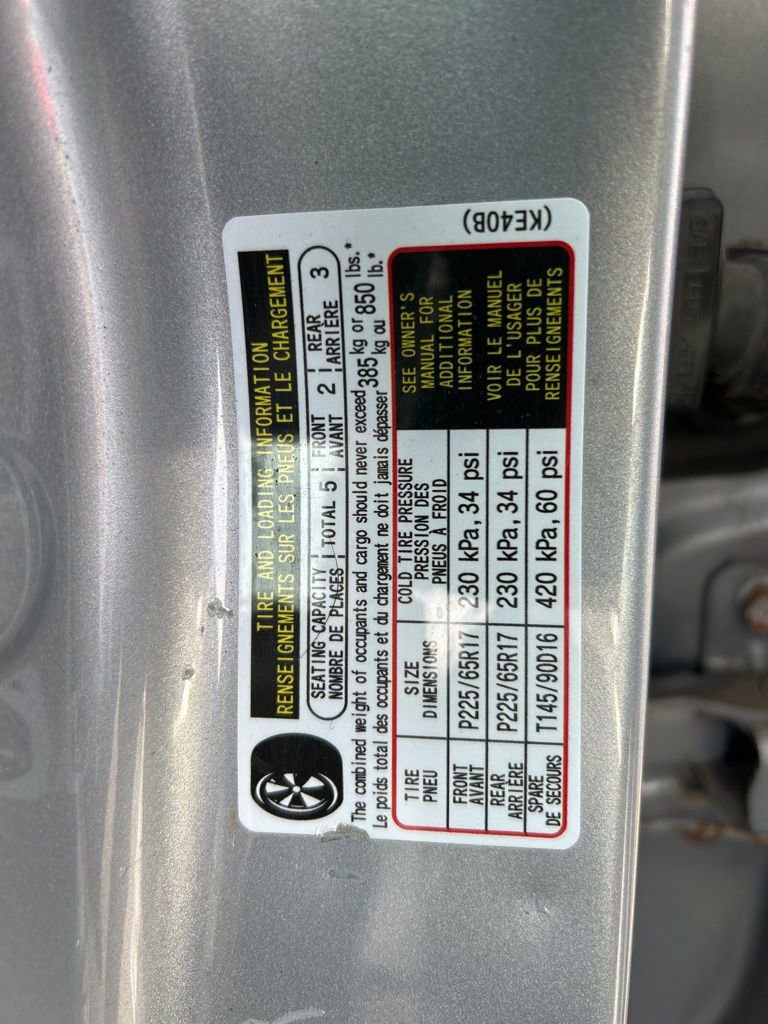 TIRE AND LOADING INFORMATION
RENSEIGNEMENTS SUR LES PNEUS ET LE CHARGEMENT
SEATING CAPACITY | TOTAL 5 | FRONT 2 | REAR 3
NOMBRE DE PLACES | AVANT | ARRIÈRE
The combined weight of occupants and cargo should never exceed 385 kg or 850 lbs.*
Le poids total des occupants et du chargement ne doit jamais dépasser 385 kg ou 850 lb.*
TIRE SIZE COLD TIRE PRESSURE
PNEU DIMENSIONS PRESSION DES
PNEUS À FROID
FRONT P225/65R17 230 kPa, 34 psi
AVANT
REAR P225/65R17 230 kPa, 34 psi
ARRIÈRE
SPARE T145/90D16 420 kPa, 60 psi
DE SECOURS
SEE OWNER'S
MANUAL FOR
ADDITIONAL
INFORMATION
VOIR LE MANUEL
DE L'USAGER
POUR PLUS DE
RENSEIGNEMENTS
(KE40B)